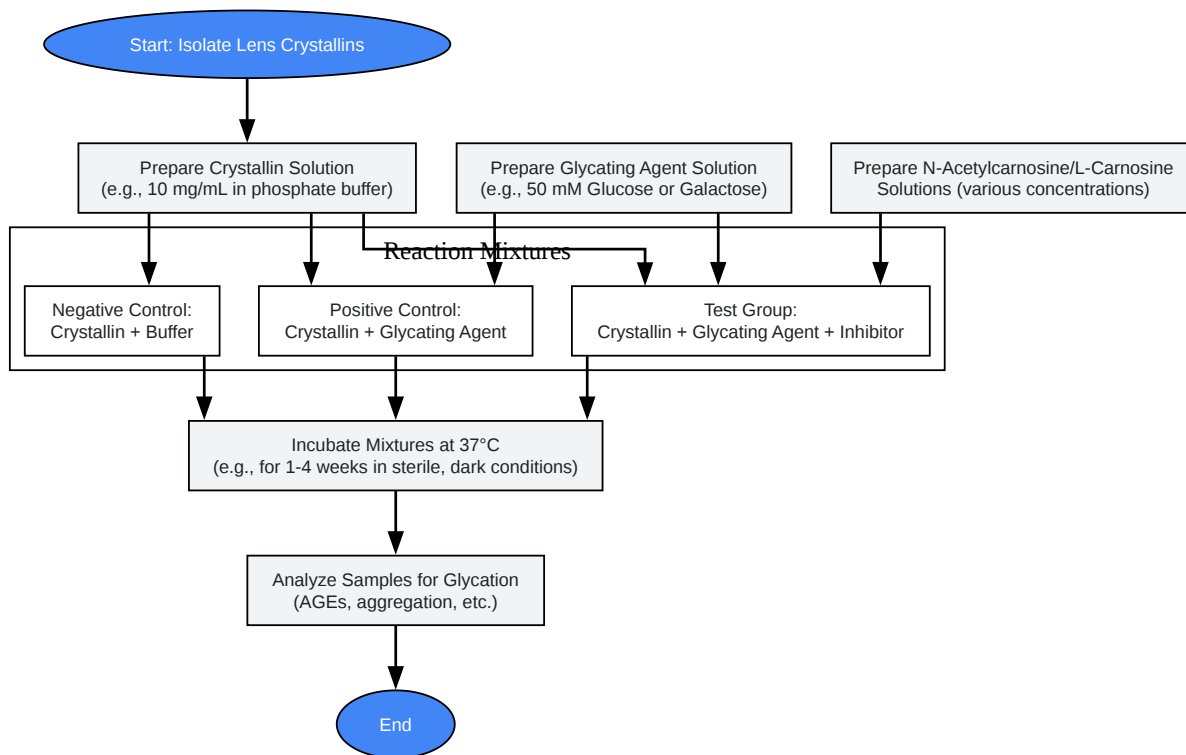 Start: Isolate Lens Crystallins
Prepare Crystallin Solution
(e.g., 10 mg/mL in phosphate buffer)
Prepare Glycating Agent Solution
(e.g., 50 mM Glucose or Galactose)
Prepare N-Acetylcarnosine/L-Carnosine
Solutions (various concentrations)
Reaction Mixtures
Negative Control:
Crystallin + Buffer
Positive Control:
Crystallin + Glycating Agent
Test Group:
Crystallin + Glycating Agent + Inhibitor
Incubate Mixtures at 37°C
(e.g., for 1-4 weeks in sterile, dark conditions)
Analyze Samples for Glycation
(AGEs, aggregation, etc.)
End